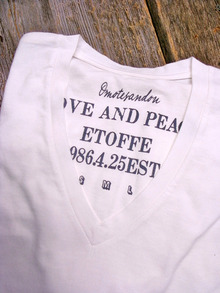 Omotesandou
OVE AND PEAC
ETOFFE
986.4.25EST
S M L